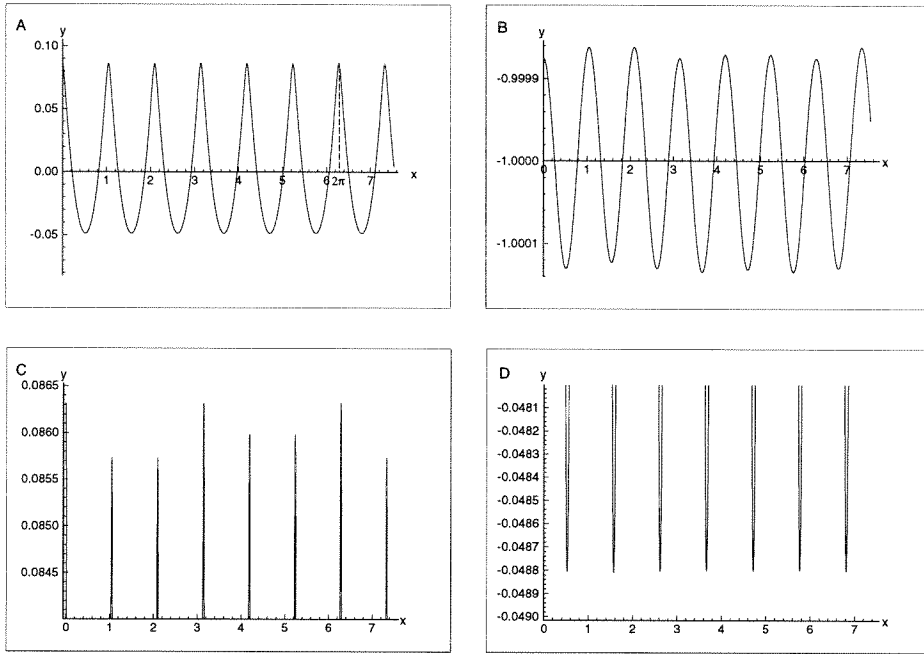 A
y
0.10
0.05
0.00
-0.05
1 2 3 4 5 6 2π 7 x
B
y
-0.9999
-1.0000
-1.0001
0 1 2 3 4 5 6 7 x
C
y
0.0865
0.0860
0.0855
0.0850
0.0845
0 1 2 3 4 5 6 7 x
D
y
-0.0481
-0.0482
-0.0483
-0.0484
-0.0485
-0.0486
-0.0487
-0.0488
-0.0489
-0.0490
0 1 2 3 4 5 6 7 x